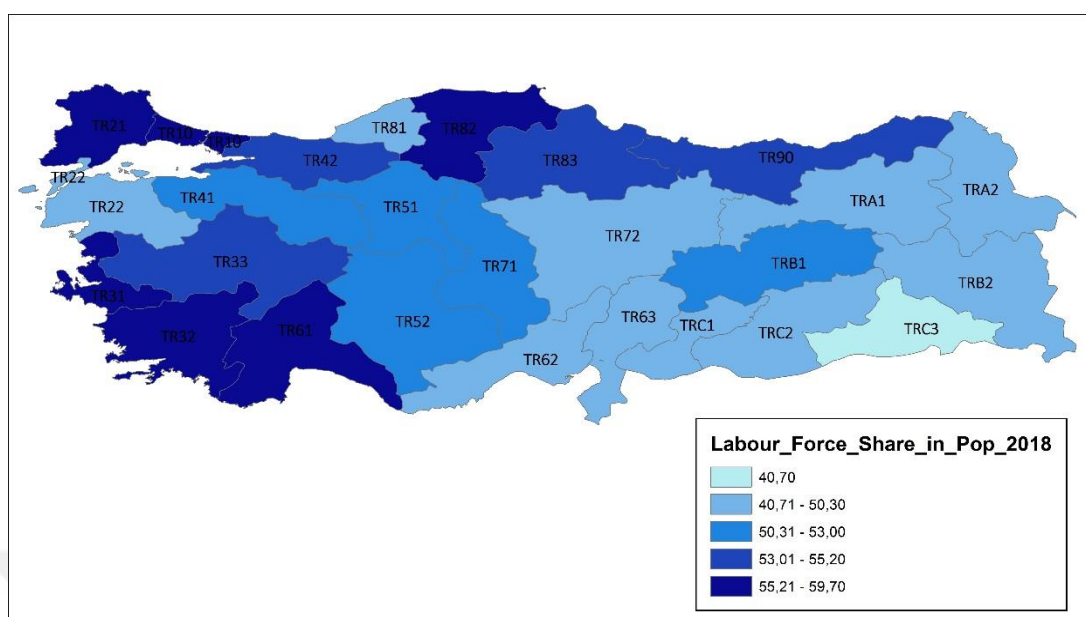 TR21
TR10
TR10
TR81
TR82
TR42
TR83
TR90
TR22
TR22
TR41
TR51
TRA1
TRA2
TR72
TR33
TR71
TRB1
TRB2
TR31
TR32
TR61
TR52
TR63
TRC1
TRC2
TRC3
TR62
Labour_Force_Share_in_Pop_2018
40,70
40,71 - 50,30
50,31 - 53,00
53,01 - 55,20
55,21 - 59,70